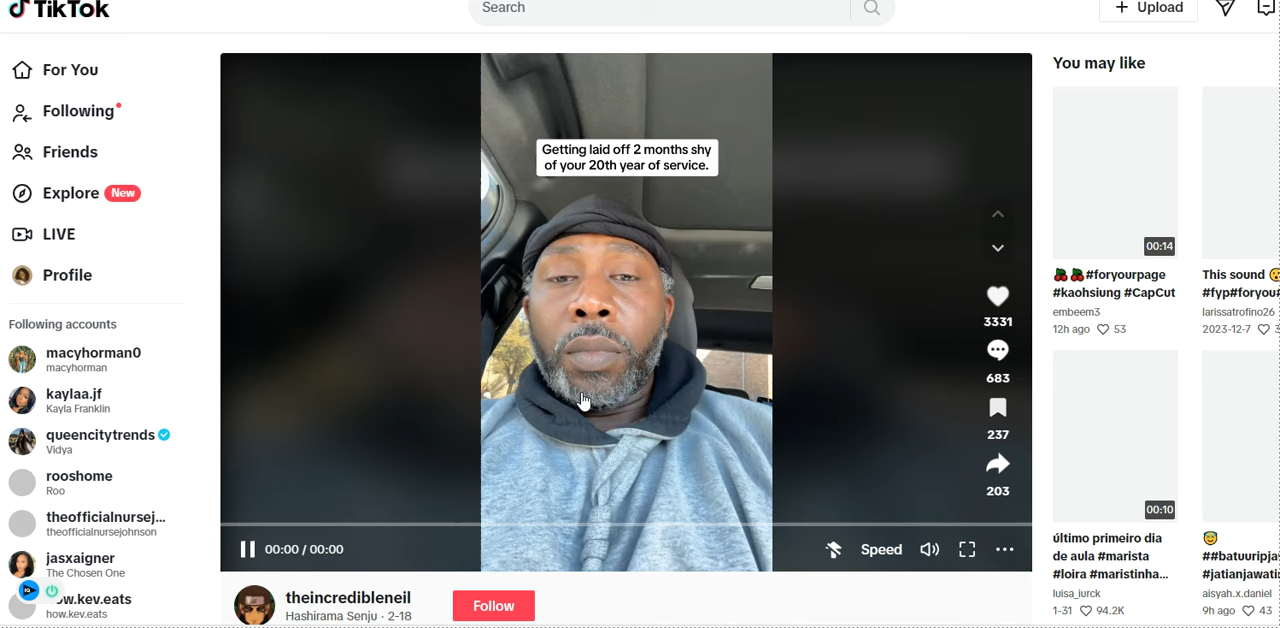 TikTok
Search
Upload
For You
Following
Friends
Explore New
LIVE
Profile
Following accounts
macyhorman0
macyhorman
kaylaa.jf
Kayla Franklin
queencitytrends
Vidya
rooshome
Roo
theofficialnursej...
theofficialnursejohnson
jasxaigner
The Chosen One
ow.kev.eats
how.kev.eats
Getting laid off 2 months shy
of your 20th year of service.
3331
683
237
203
00:00 / 00:00
Speed
theincredibleneil
Hashirama Senju · 2-18
Follow
You may like
00:14
🍒🍒#foryourpage
#kaohsiung #CapCut
embeem3
12h ago 53
This sound
#fyp#foryou
larissatrofino26
2023-12-7 3
00:10
último primeiro dia
de aula #marista
#loira #maristinha...
luisa_iurck
1-31 94.2K
😇
##batuuripja
#jatianjawati
aisyah.x.daniel
9h ago 43